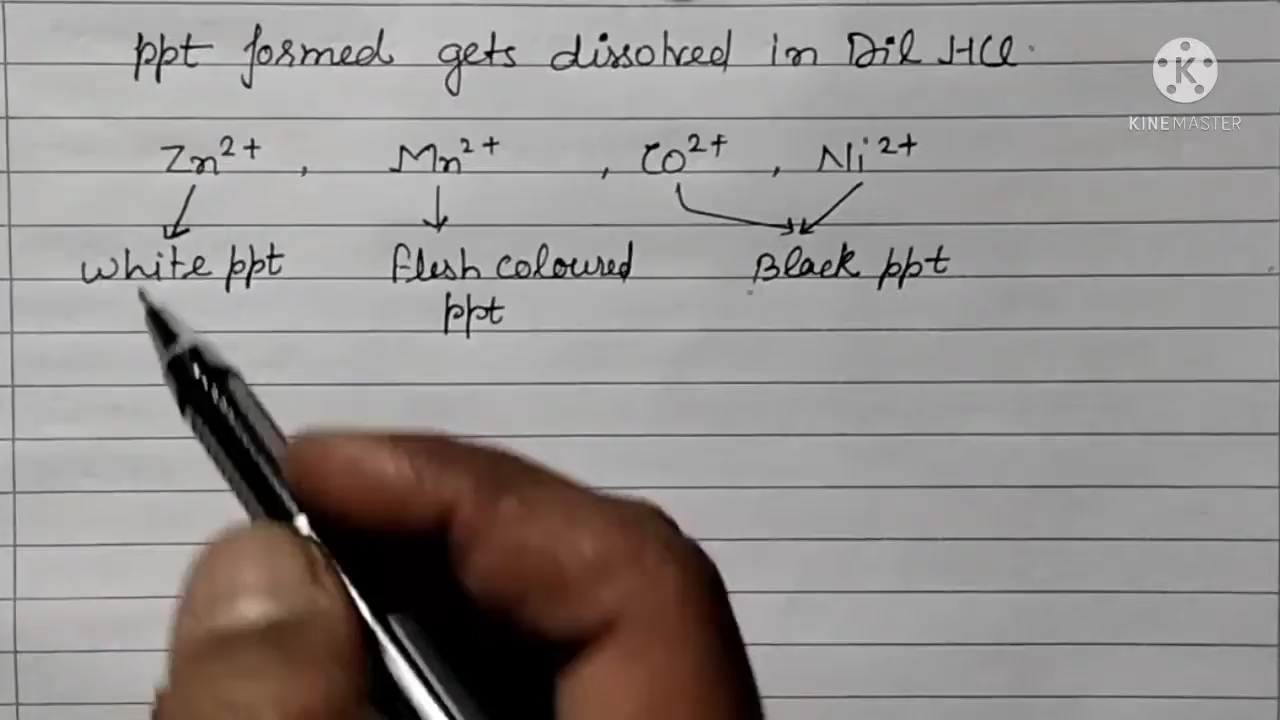 ppt formed gets dissolved in Dil HCl.
Zn2+, Mn2+, Co2+, Ni2+
white ppt flesh coloured Black ppt
ppt
K
KINEMASTER